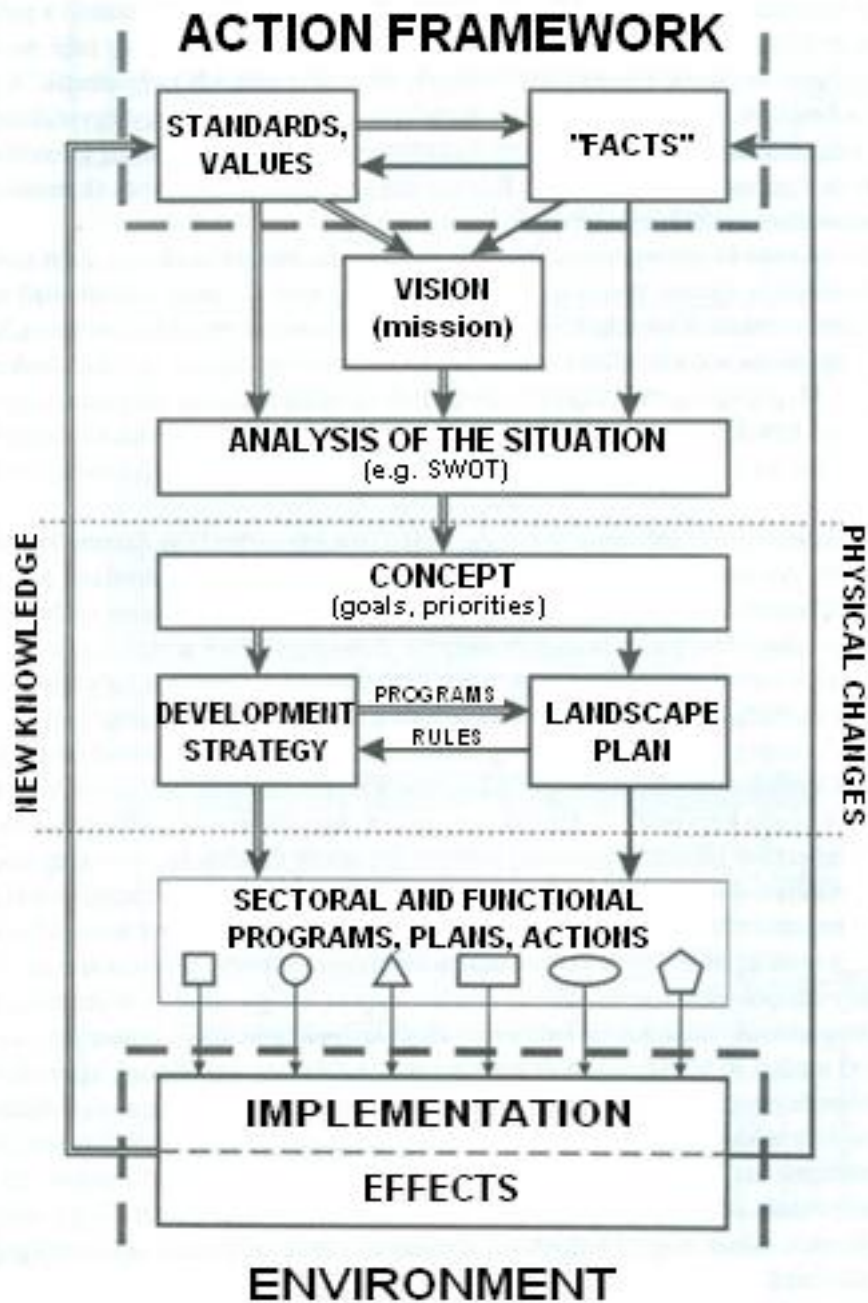 ACTION FRAMEWORK
STANDARDS,
VALUES
"FACTS"
VISION
(mission)
ANALYSIS OF THE SITUATION
(e.g. SWOT)
NEW KNOWLEDGE
PHYSICAL CHANGES
CONCEPT
(goals, priorities)
DEVELOPMENT
STRATEGY
PROGRAMS
RULES
LANDSCAPE
PLAN
SECTORAL AND FUNCTIONAL
PROGRAMS, PLANS, ACTIONS
IMPLEMENTATION
EFFECTS
ENVIRONMENT